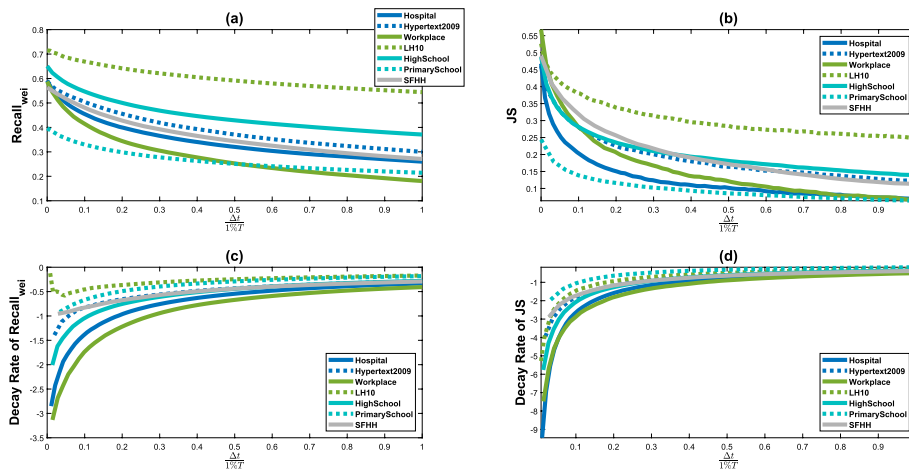 (a)
Recall_wei
0.8
0.7
0.6
0.5
0.4
0.3
0.2
0.1
0
0.1
0.2
0.3
0.4
0.5
0.6
0.7
0.8
0.9
1
Δt
1%T
Hospital
Hypertext2009
Workplace
LH10
HighSchool
PrimarySchool
SFHH
(b)
JS
0.55
0.5
0.45
0.4
0.35
0.3
0.25
0.2
0.15
0.1
0
0.1
0.2
0.3
0.4
0.5
0.6
0.7
0.8
0.9
Δt
1%T
Hospital
Hypertext2009
Workplace
LH10
HighSchool
PrimarySchool
SFHH
(c)
Decay Rate of Recall_wei
0
-0.5
-1
-1.5
-2
-2.5
-3
-3.5
0
0.1
0.2
0.3
0.4
0.5
0.6
0.7
0.8
0.9
1
Δt
1%T
Hospital
Hypertext2009
Workplace
LH10
HighSchool
PrimarySchool
SFHH
(d)
Decay Rate of JS
-1
-2
-3
-4
-5
-6
-7
-8
-9
0.1
0.2
0.3
0.4
0.5
0.6
0.7
0.8
0.9
Δt
1%T
Hospital
Hypertext2009
Workplace
LH10
HighSchool
PrimarySchool
SFHH